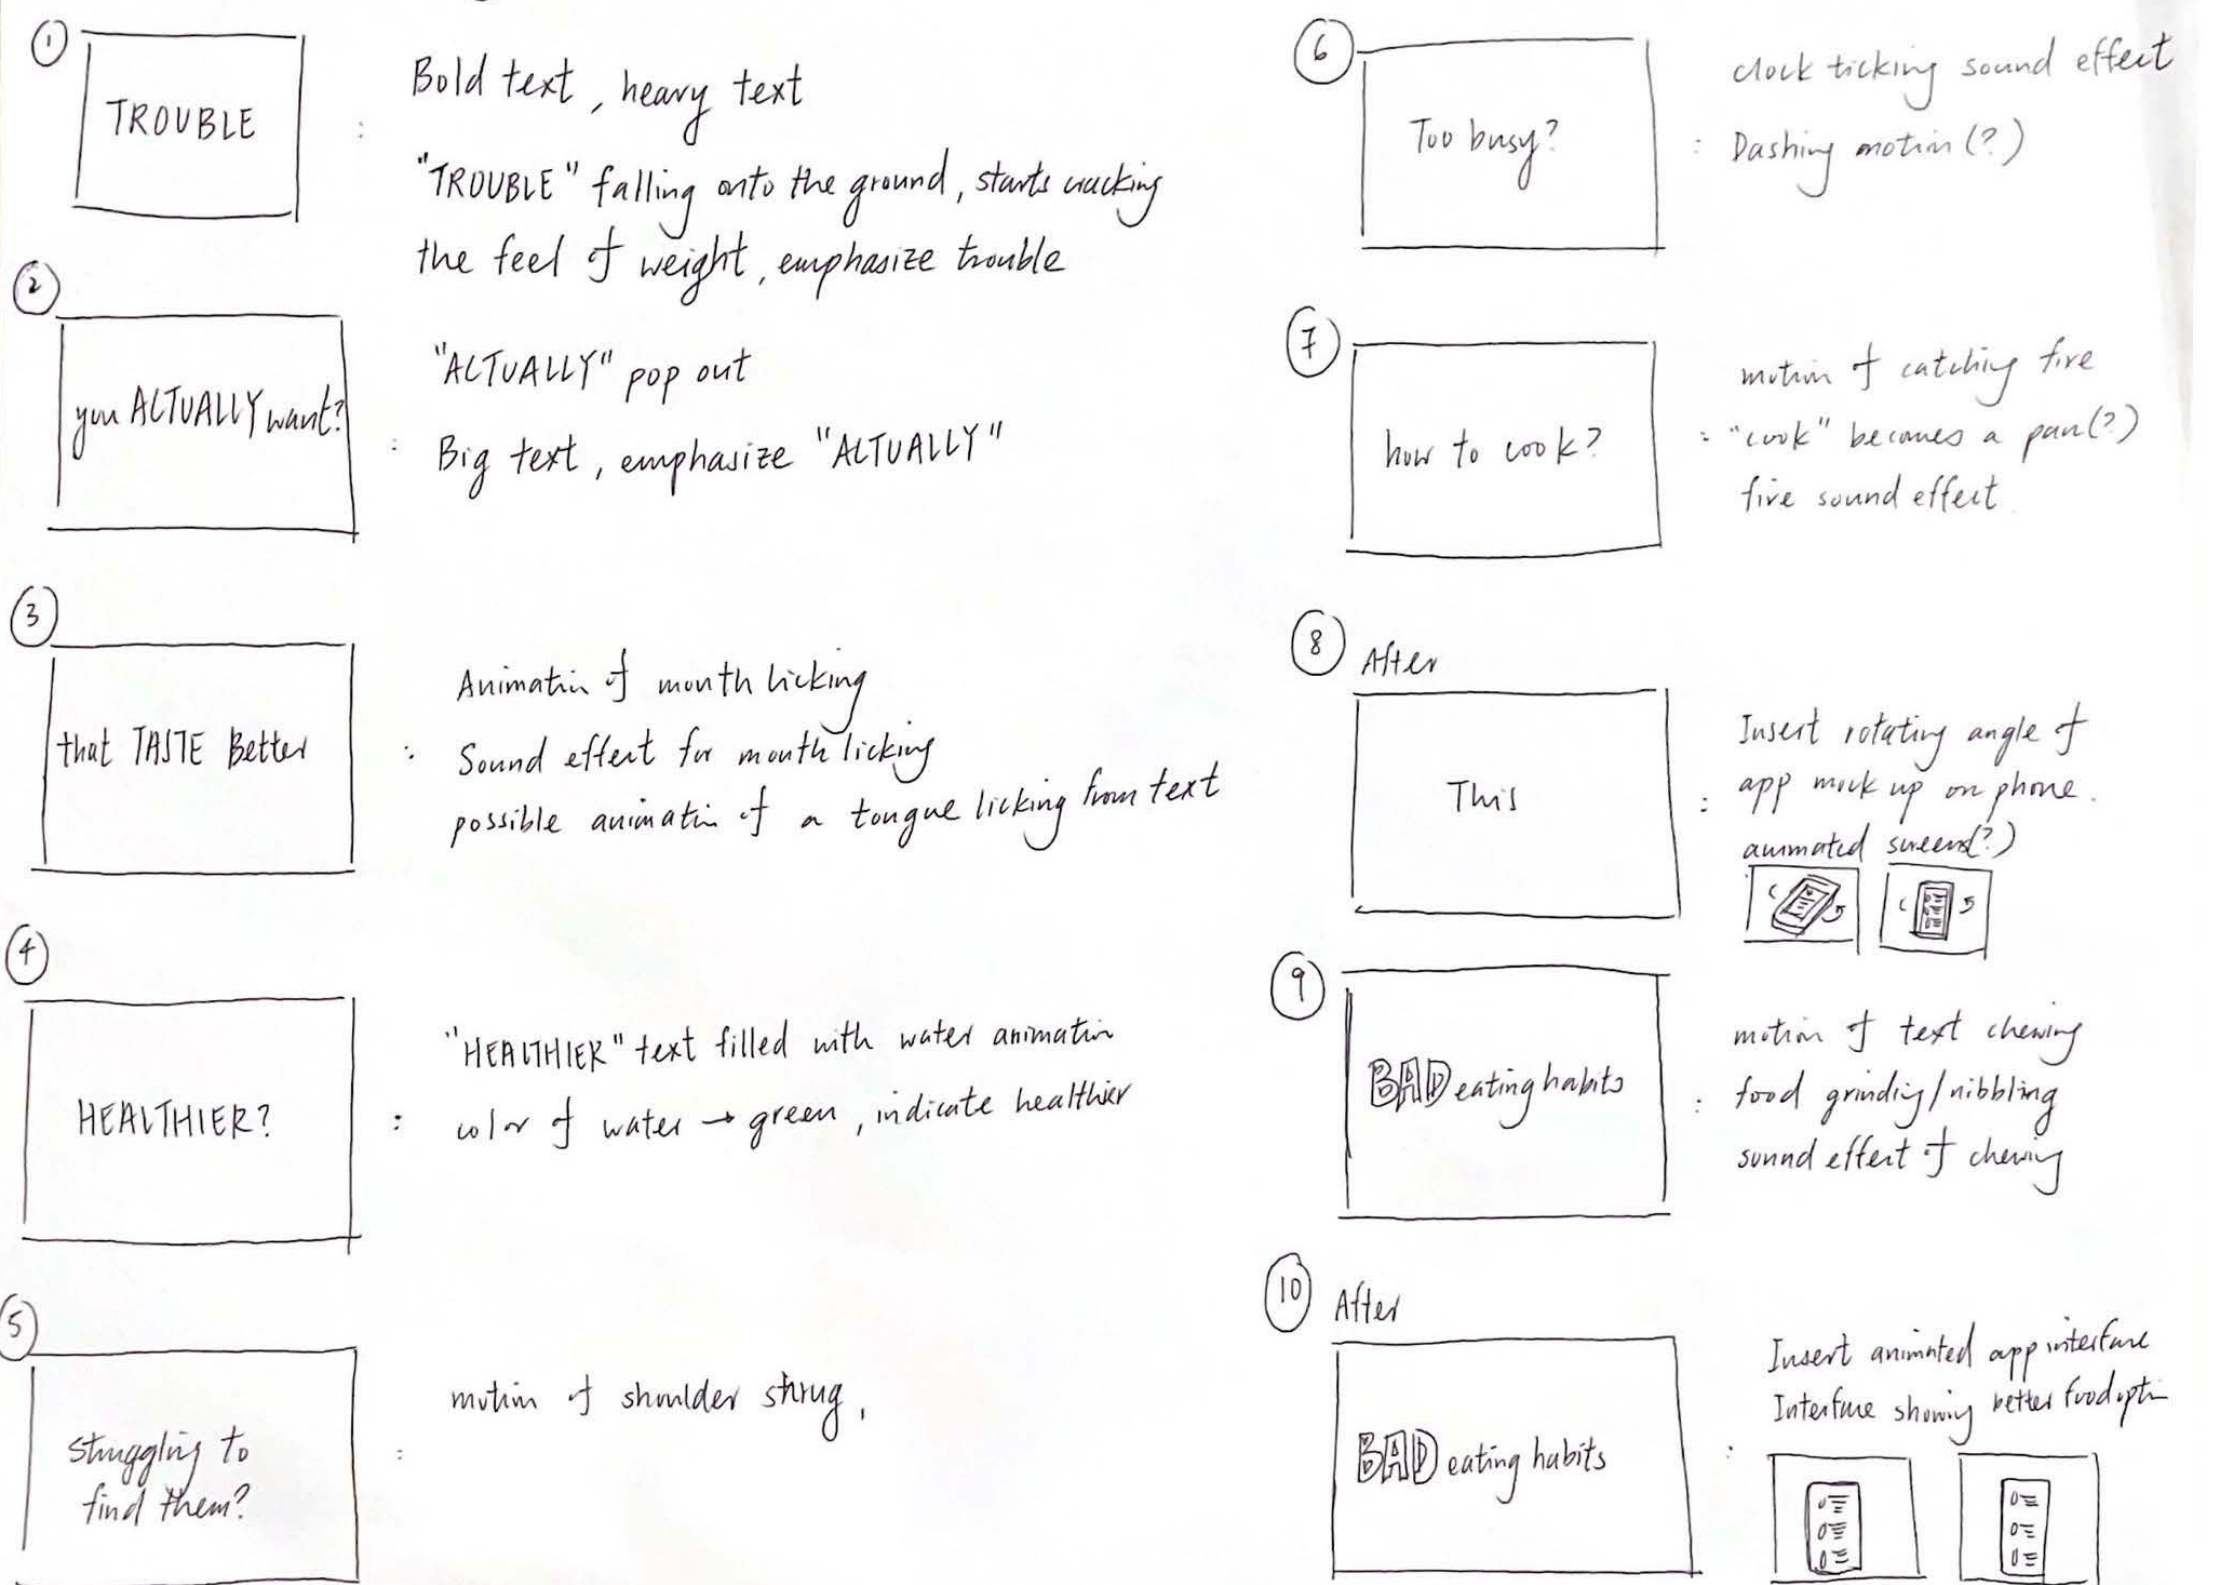 1
TROUBLE
:
Bold text, heavy text
"TROUBLE" falling onto the ground, starts cracking
the feel of weight, emphasize trouble
2
you ACTUALLY want?
:
"ACTUALLY" pop out
Big text, emphasize "ACTUALLY"
3
that TASTE Better
:
Animation of mouth licking
Sound effect for mouth licking
possible animation of a tongue licking from text
4
HEALTHIER?
:
"HEALTHIER" text filled with water animation
color of water → green, indicate healthier
5
struggling to
find them?
:
motion of shoulder shrug,
6
Too busy?
clock ticking sound effect
: Dashing motion(?)
7
how to cook?
motion of catching fire
: "cook" becomes a pan(?)
fire sound effect
8 After
This
:
Insert rotating angle of
app mock up on phone.
animated screens(?)
9
BAD eating habits
motion of text chewing
: food grinding/nibbling
sound effect of chewing
10 After
BAD eating habits
:
Insert animated app interface
Interface showing better food option